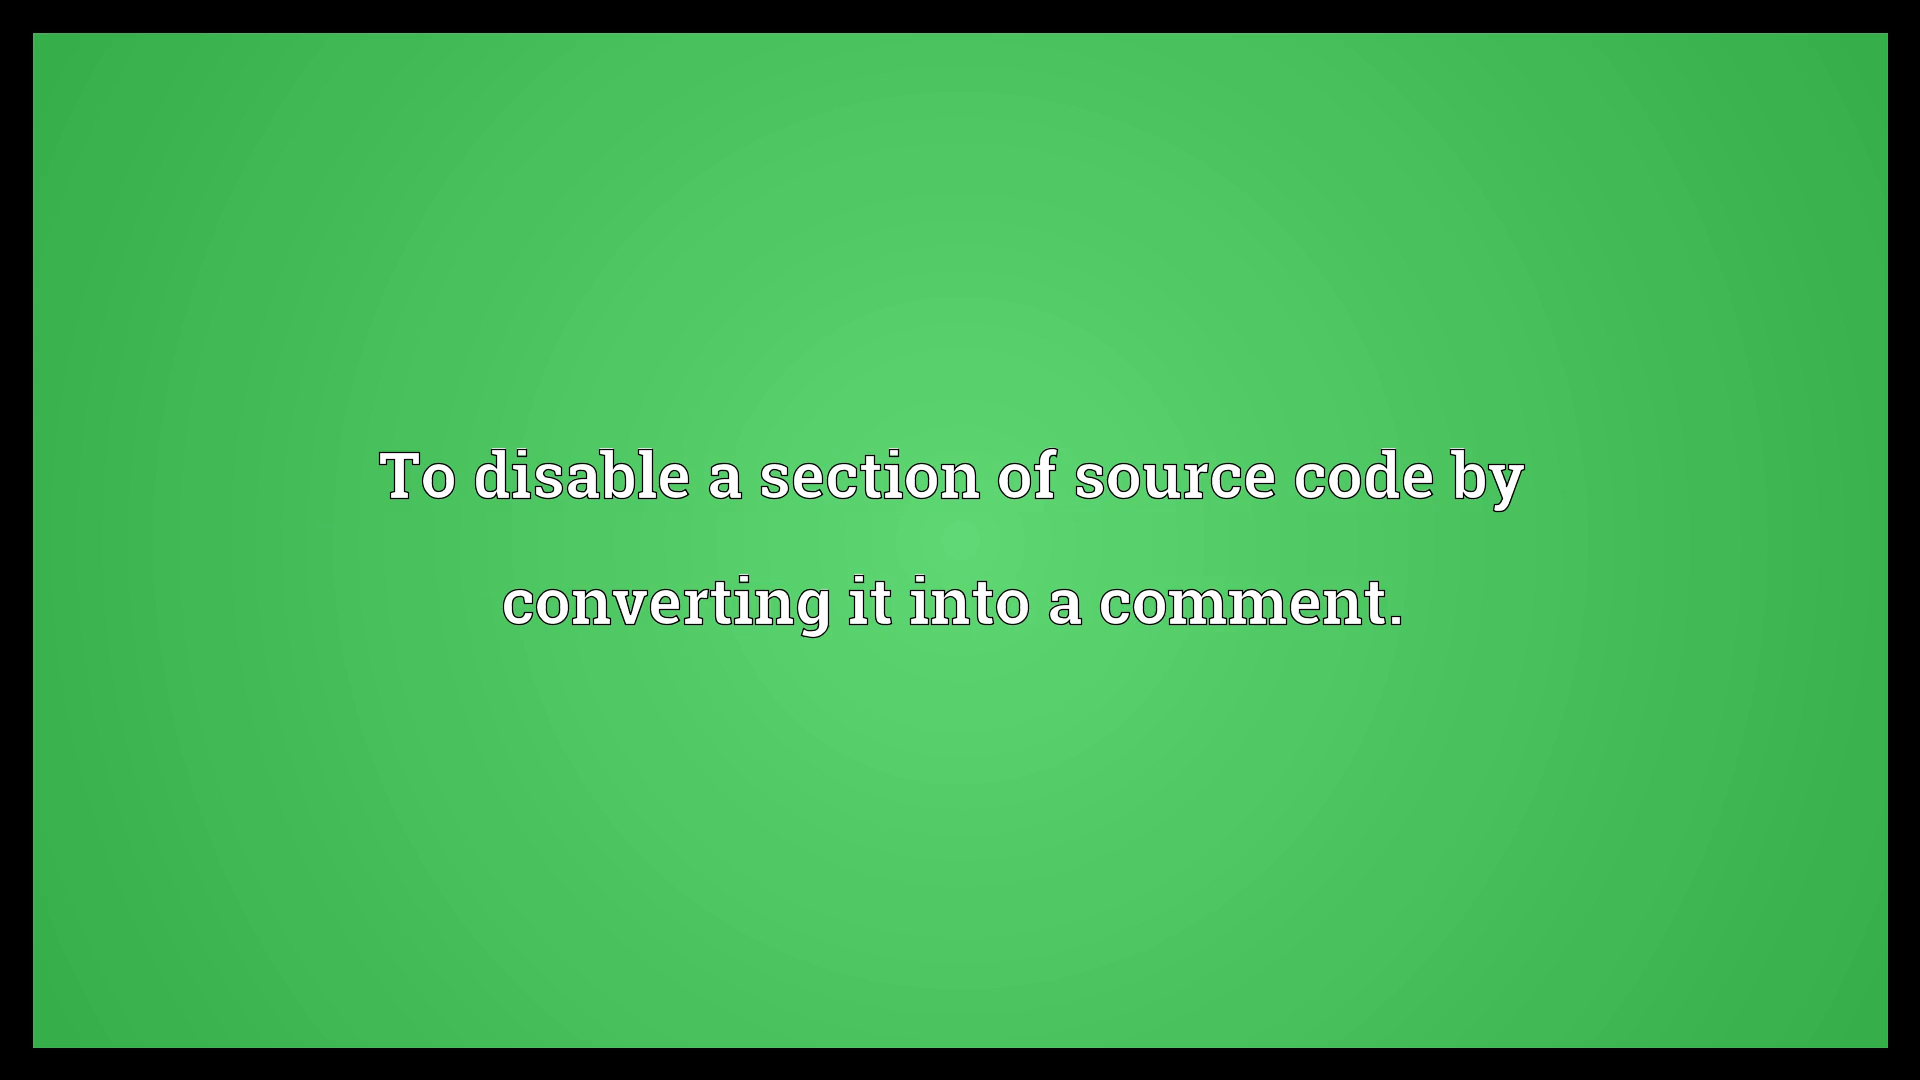 To disable a section of source code by
converting it into a comment.